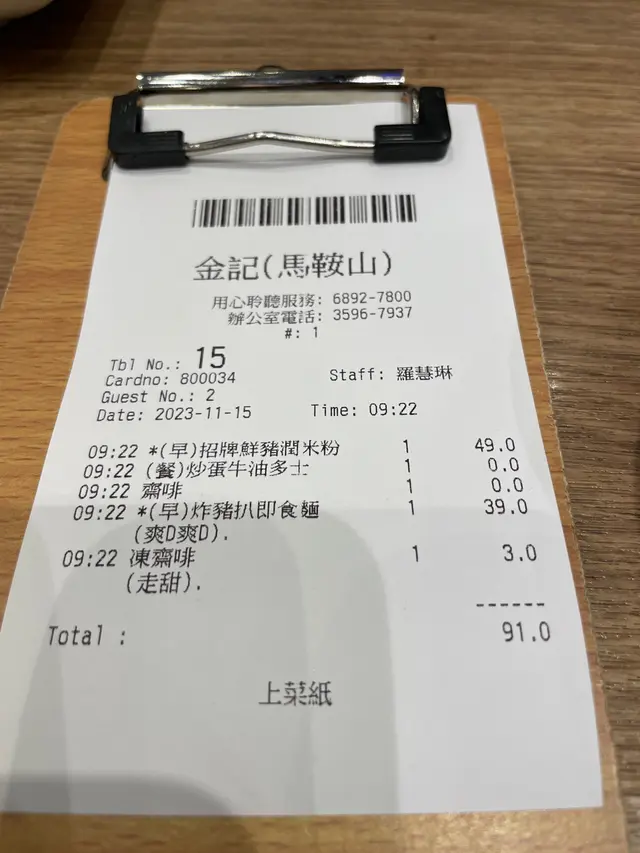 金記(馬鞍山)
用心聆聽服務: 6892-7800
辦公室電話: 3596-7937
#: 1
Tbl No.: 15
Cardno: 800034 Staff: 羅慧琳
Guest No.: 2
Date: 2023-11-15 Time: 09:22
09:22 *(早)招牌鮮豬潤米粉 1 49.0
09:22 (餐)炒蛋牛油多士 1 0.0
09:22 齋啡 1 0.0
09:22 *(早)炸豬扒即食麵 1 39.0
(爽D爽D).
09:22 凍齋啡 1 3.0
(走甜).
------
Total : 91.0
上菜紙